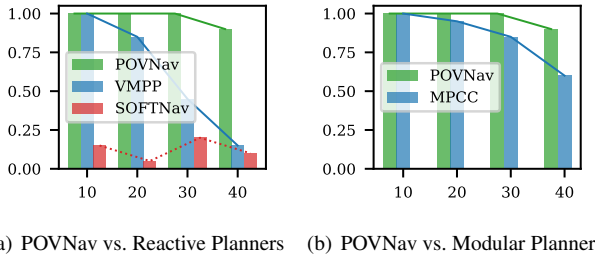 1.00
0.75
0.50
0.25
0.00
POVNav
VMPP
SOFTNav
10 20 30 40
1.00
0.75
0.50
0.25
0.00
POVNav
MPCC
10 20 30 40
a) POVNav vs. Reactive Planners
(b) POVNav vs. Modular Planner